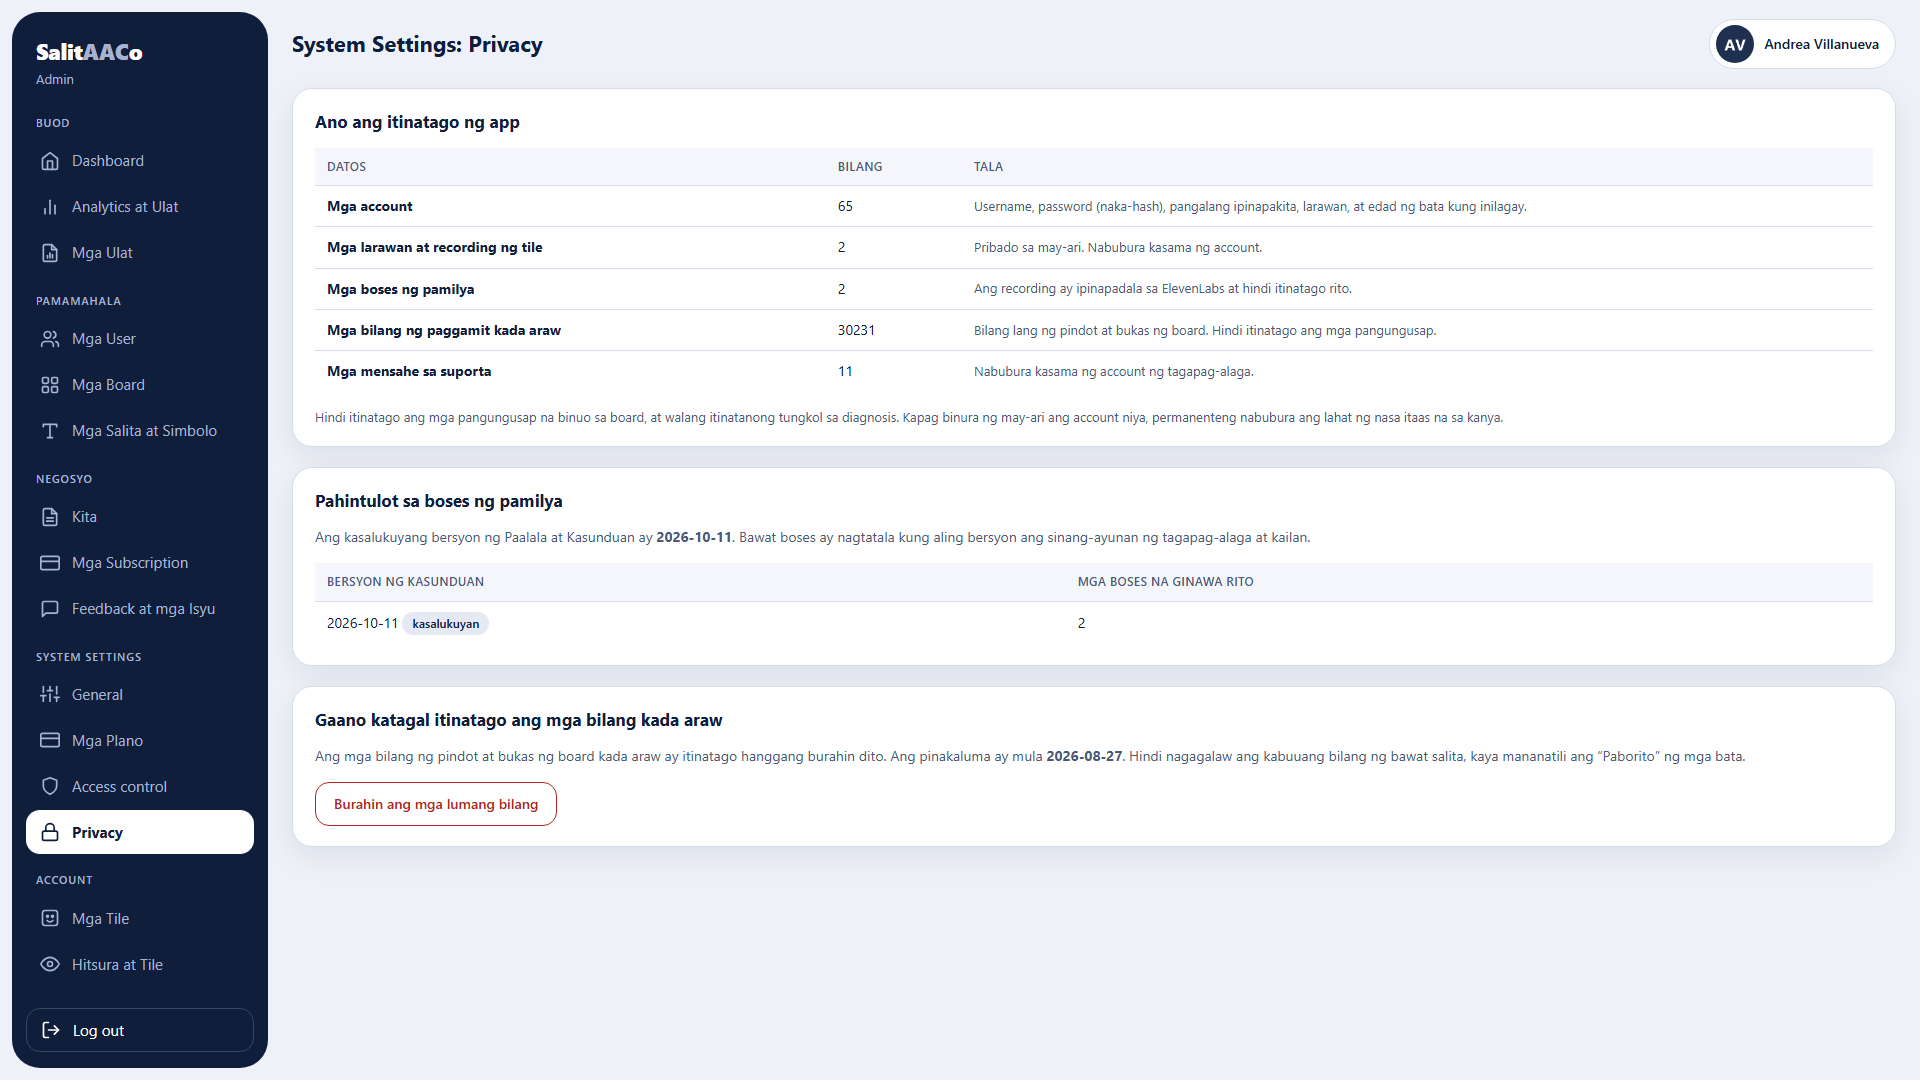 SalitAACo
Admin
BUOD
Dashboard
Analytics at Ulat
Mga Ulat
PAMAMAHALA
Mga User
Mga Board
Mga Salita at Simbolo
NEGOSYO
Kita
Mga Subscription
Feedback at mga Isyu
SYSTEM SETTINGS
General
Mga Plano
Access control
Privacy
ACCOUNT
Mga Tile
Hitsura at Tile
Log out
System Settings: Privacy
AV Andrea Villanueva
Ano ang itinatago ng app
DATOS BILANG TALA
Mga account 65 Username, password (naka-hash), pangalang ipinapakita, larawan, at edad ng bata kung inilagay.
Mga larawan at recording ng tile 2 Pribado sa may-ari. Nabubura kasama ng account.
Mga boses ng pamilya 2 Ang recording ay ipinapadala sa ElevenLabs at hindi itinatago rito.
Mga bilang ng paggamit kada araw 30231 Bilang lang ng pindot at bukas ng board. Hindi itinatago ang mga pangungusap.
Mga mensahe sa suporta 11 Nabubura kasama ng account ng tagapag-alaga.
Hindi itinatago ang mga pangungusap na binuo sa board, at walang itinatanong tungkol sa diagnosis. Kapag binura ng may-ari ang account niya, permanenteng nabubura ang lahat ng nasa itaas na sa kanya.
Pahintulot sa boses ng pamilya
Ang kasalukuyang bersyon ng Paalala at Kasunduan ay 2026-10-11. Bawat boses ay nagtatala kung aling bersyon ang sinang-ayunan ng tagapag-alaga at kailan.
BERSYON NG KASUNDUAN MGA BOSES NA GINAWA RITO
2026-10-11 kasalukuyan 2
Gaano katagal itinatago ang mga bilang kada araw
Ang mga bilang ng pindot at bukas ng board kada araw ay itinatago hanggang burahin dito. Ang pinakaluma ay mula 2026-08-27. Hindi nagagalaw ang kabuuang bilang ng bawat salita, kaya mananatili ang “Paborito” ng mga bata.
Burahin ang mga lumang bilang